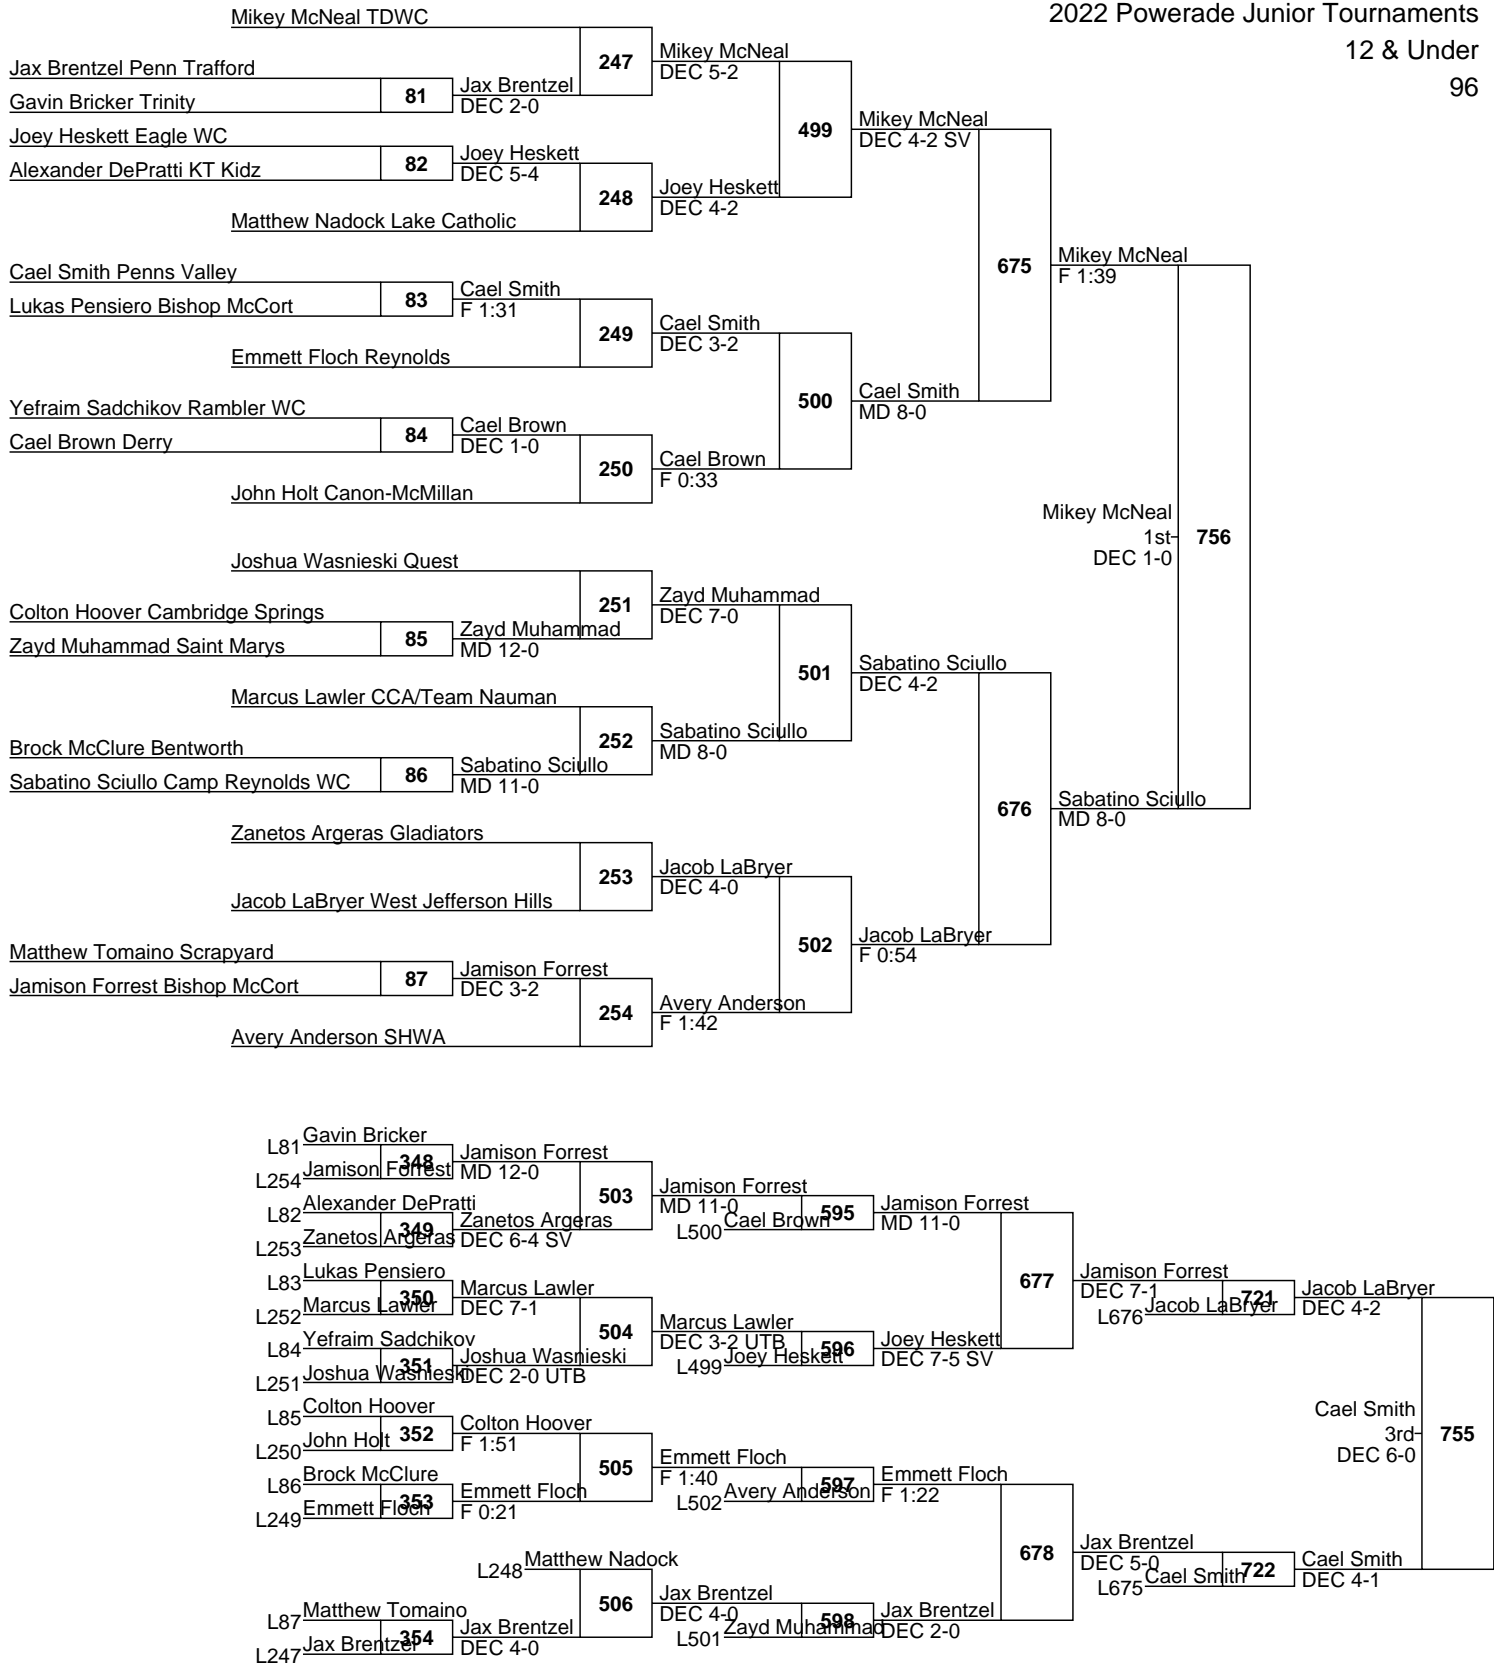 2022 Powerade Junior Tournaments
12 & Under
96
Mikey McNeal TDWC
247
Mikey McNeal
DEC 5-2
Jax Brentzel Penn Trafford
81
Jax Brentzel
DEC 2-0
Gavin Bricker Trinity
499
Mikey McNeal
DEC 4-2 SV
Joey Heskett Eagle WC
82
Joey Heskett
DEC 5-4
Alexander DePratti KT Kidz
248
Joey Heskett
DEC 4-2
Matthew Nadock Lake Catholic
675
Mikey McNeal
F 1:39
Cael Smith Penns Valley
83
Cael Smith
F 1:31
Lukas Pensiero Bishop McCort
249
Cael Smith
DEC 3-2
Emmett Floch Reynolds
500
Cael Smith
MD 8-0
Yefraim Sadchikov Rambler WC
84
Cael Brown
DEC 1-0
Cael Brown Derry
250
Cael Brown
F 0:33
John Holt Canon-McMillan
Mikey McNeal
1st
DEC 1-0
756
Joshua Wasnieski Quest
251
Zayd Muhammad
DEC 7-0
Colton Hoover Cambridge Springs
85
Zayd Muhammad
MD 12-0
Zayd Muhammad Saint Marys
501
Sabatino Sciullo
DEC 4-2
Marcus Lawler CCA/Team Nauman
252
Sabatino Sciullo
MD 8-0
Brock McClure Bentworth
86
Sabatino Sciullo
MD 11-0
Sabatino Sciullo Camp Reynolds WC
676
Sabatino Sciullo
MD 8-0
Zanetos Argeras Gladiators
253
Jacob LaBryer
DEC 4-0
Jacob LaBryer West Jefferson Hills
502
Jacob LaBryer
F 0:54
Matthew Tomaino Scrapyard
87
Jamison Forrest
DEC 3-2
Jamison Forrest Bishop McCort
254
Avery Anderson
F 1:42
Avery Anderson SHWA
L81 Gavin Bricker
348
Jamison Forrest
MD 12-0
L254 Jamison Forrest
503
Jamison Forrest
MD 11-0
L82 Alexander DePratti
349
Zanetos Argeras
DEC 6-4 SV
L253 Zanetos Argeras
L500 Cael Brown
595
Jamison Forrest
MD 11-0
L83 Lukas Pensiero
350
Marcus Lawler
DEC 7-1
L252 Marcus Lawler
677
Jamison Forrest
DEC 7-1
L676 Jacob LaBryer
721
Jacob LaBryer
DEC 4-2
504
Marcus Lawler
DEC 3-2 UTB
L84 Yefraim Sadchikov
351
Joshua Wasnieski
DEC 2-0 UTB
L251 Joshua Wasnieski
L499 Joey Heskett
596
Joey Heskett
DEC 7-5 SV
L85 Colton Hoover
352
Colton Hoover
F 1:51
L250 John Holt
Cael Smith
3rd
DEC 6-0
755
505
Emmett Floch
F 1:40
L86 Brock McClure
353
Emmett Floch
F 0:21
L249 Emmett Floch
L502 Avery Anderson
597
Emmett Floch
F 1:22
678
Jax Brentzel
DEC 5-0
L675 Cael Smith
722
Cael Smith
DEC 4-1
L248 Matthew Nadock
506
Jax Brentzel
DEC 4-0
L87 Matthew Tomaino
354
Jax Brentzel
DEC 4-0
L247 Jax Brentzel
L501 Zayd Muhammad
598
Jax Brentzel
DEC 2-0